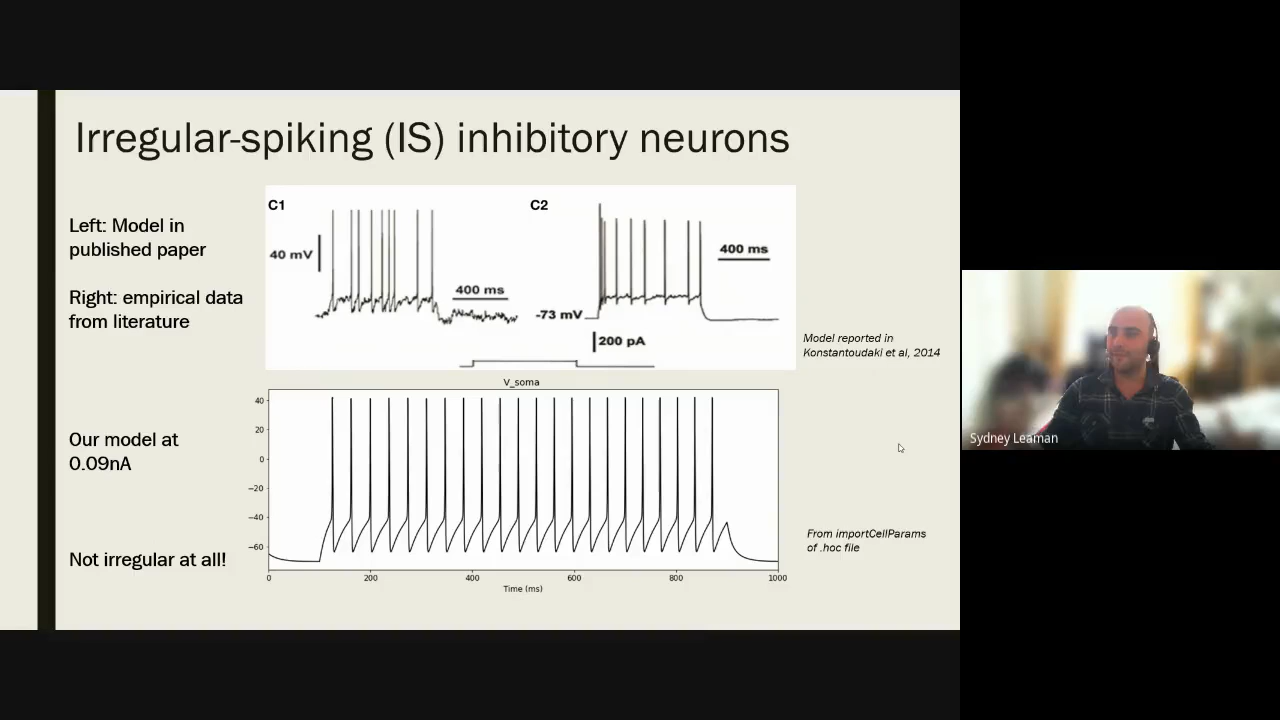 Irregular-spiking (IS) inhibitory neurons
Left: Model in
published paper
Right: empirical data
from literature
C1
40 mV
400 ms
C2
400 ms
-73 mV
200 pA
Model reported in
Konstantoudaki et al, 2014
Our model at
0.09nA
Not irregular at all!
V_soma
40
20
0
−20
−40
−60
0 200 400 600 800 1000
Time (ms)
From importCellParams
of .hoc file
Sydney Leaman